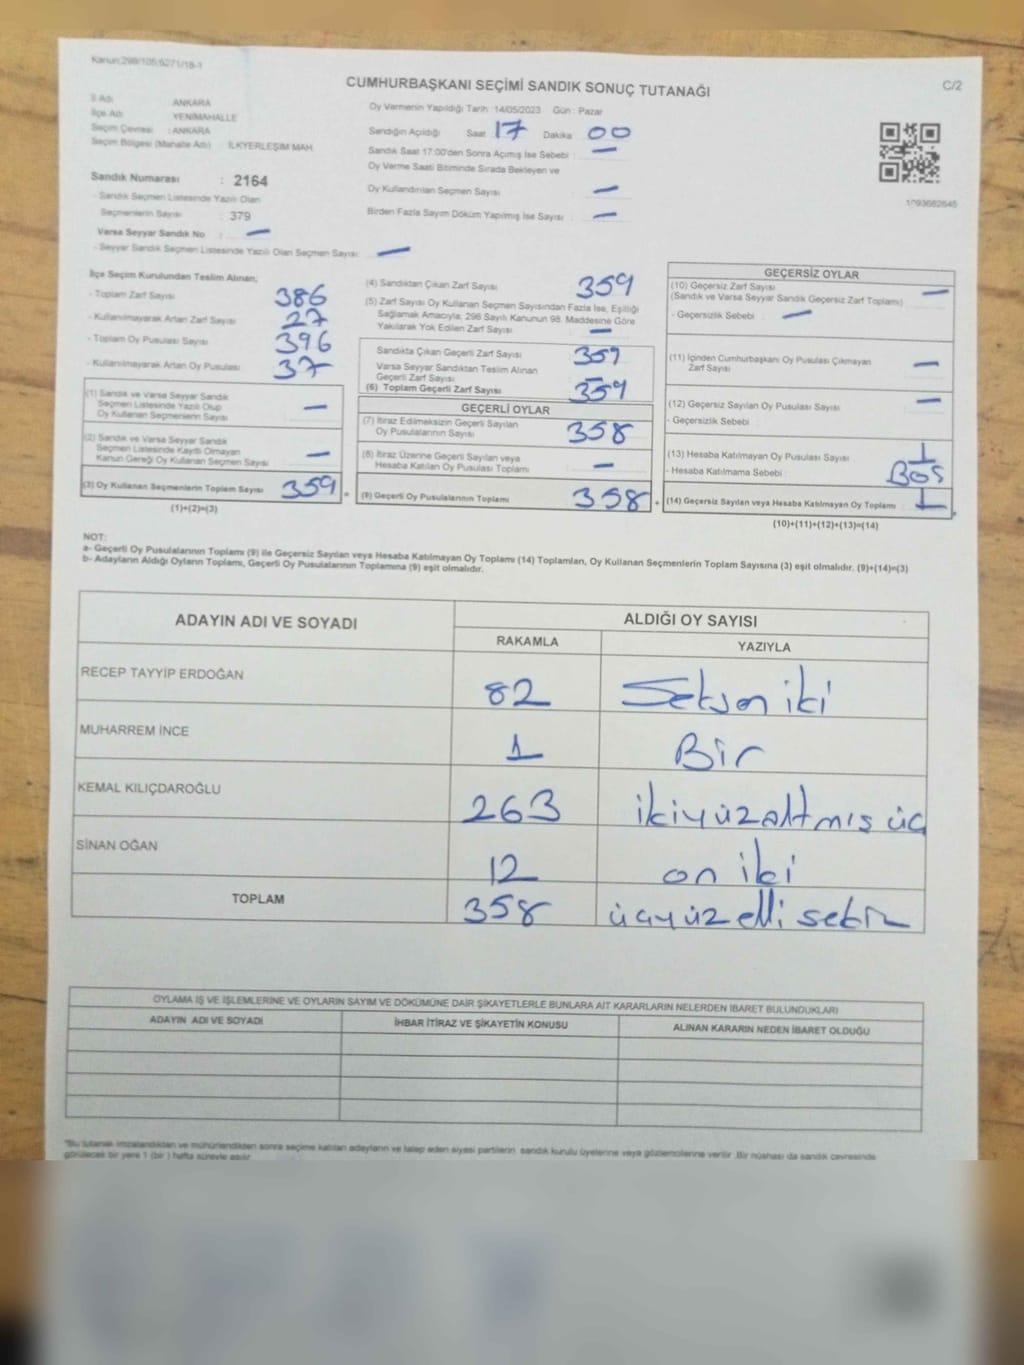 Kanun:298/105;6271/18-1
CUMHURBAŞKANI SEÇİMİ SANDIK SONUÇ TUTANAĞI
C/2
İl Adı ANKARA
İlçe Adı YENİMAHALLE
Seçim Çevresi : ANKARA
Seçim Bölgesi (Mahalle Adı) İLKYERLEŞİM MAH.
Sandık Numarası : 2164
- Sandık Seçmen Listesinde Yazılı Olan
Seçmenlerin Sayısı : 379
Varsa Seyyar Sandık No : —
- Seyyar Sandık Seçmen Listesinde Yazılı Olan Seçmen Sayısı: —
Oy Vermenin Yapıldığı Tarih :14/05/2023 Gün : Pazar
Sandığın Açıldığı Saat 17 Dakika 00
Sandık Saat 17:00'den Sonra Açımış İse Sebebi : —
Oy Verme Saati Bitiminde Sırada Bekleyen ve
Oy Kullandırılan Seçmen Sayısı —
Birden Fazla Sayım Döküm Yapılmış İse Sayısı : —
1093682645
İlçe Seçim Kurulundan Teslim Alınan;
- Toplam Zarf Sayısı 386
- Kullanılmayarak Artan Zarf Sayısı 27
- Toplam Oy Pusulası Sayısı 396
- Kullanılmayarak Artan Oy Pusulası 37
(1) Sandık ve Varsa Seyyar Sandık
Seçmen Listesinde Yazılı Olup
Oy Kullanan Seçmenlerin Sayısı —
(2) Sandık ve Varsa Seyyar Sandık
Seçmen Listesinde Kaydı Olmayan
Kanun Gereği Oy Kullanan Seçmen Sayısı —
(3) Oy Kullanan Seçmenlerin Toplam Sayısı 359 =
(1)+(2)=(3)
(4) Sandıktan Çıkan Zarf Sayısı 359
(5) Zarf Sayısı Oy Kullanan Seçmen Sayısından Fazla İse, Eşitliği
Sağlamak Amacıyla, 298 Sayılı Kanunun 98. Maddesine Göre
Yakılarak Yok Edilen Zarf Sayısı —
Sandıkta Çıkan Geçerli Zarf Sayısı 359
Varsa Seyyar Sandıktan Teslim Alınan
Geçerli Zarf Sayısı —
(6) Toplam Geçerli Zarf Sayısı 359
GEÇERLİ OYLAR
(7) İtiraz Edilmeksizin Geçerli Sayılan
Oy Pusulalarının Sayısı 358
(8) İtiraz Üzerine Geçerli Sayılan veya
Hesaba Katılan Oy Pusulası Toplamı —
(9) Geçerli Oy Pusulalarının Toplamı 358 +
GEÇERSİZ OYLAR
(10) Geçersiz Zarf Sayısı —
(Sandık ve Varsa Seyyar Sandık Geçersiz Zarf Toplamı)
- Geçersizlik Sebebi : —
(11) İçinden Cumhurbaşkanı Oy Pusulası Çıkmayan
Zarf Sayısı —
(12) Geçersiz Sayılan Oy Pusulası Sayısı —
- Geçersizlik Sebebi :
(13) Hesaba Katılmayan Oy Pusulası Sayısı 1
- Hesaba Katılmama Sebebi : BOŞ
(14) Geçersiz Sayılan veya Hesaba Katılmayan Oy Toplamı : 1
(10)+(11)+(12)+(13)=(14)
NOT:
a- Geçerli Oy Pusulalarının Toplamı (9) ile Geçersiz Sayılan veya Hesaba Katılmayan Oy Toplamı (14) Toplamları, Oy Kullanan Seçmenlerin Toplam Sayısına (3) eşit olmalıdır. (9)+(14)=(3)
b- Adayların Aldığı Oyların Toplamı, Geçerli Oy Pusulalarının Toplamına (9) eşit olmalıdır.
ADAYIN ADI VE SOYADI ALDIĞI OY SAYISI
RAKAMLA YAZIYLA
RECEP TAYYİP ERDOĞAN 82 Seksen iki
MUHARREM İNCE 1 Bir
KEMAL KILIÇDAROĞLU 263 ikiyüzaltmış üç
SİNAN OĞAN 12 on iki
TOPLAM 358 üçyüz elli sekiz
OYLAMA İŞ VE İŞLEMLERİNE VE OYLARIN SAYIM VE DÖKÜMÜNE DAİR ŞİKAYETLERLE BUNLARA AİT KARARLARIN NELERDEN İBARET BULUNDUKLARI
ADAYIN ADI VE SOYADI İHBAR İTİRAZ VE ŞİKAYETİN KONUSU ALINAN KARARIN NEDEN İBARET OLDUĞU
"Bu tutanak imzalandıktan ve mühürlendikten sonra seçime katılan adayların ve talep eden siyasi partilerin sandık kurulu üyelerine veya gözlemcilerine verilir .Bir nüshası da sandık çevresinde
görülecek bir yere 1 (bir ) hafta süreyle asılır.